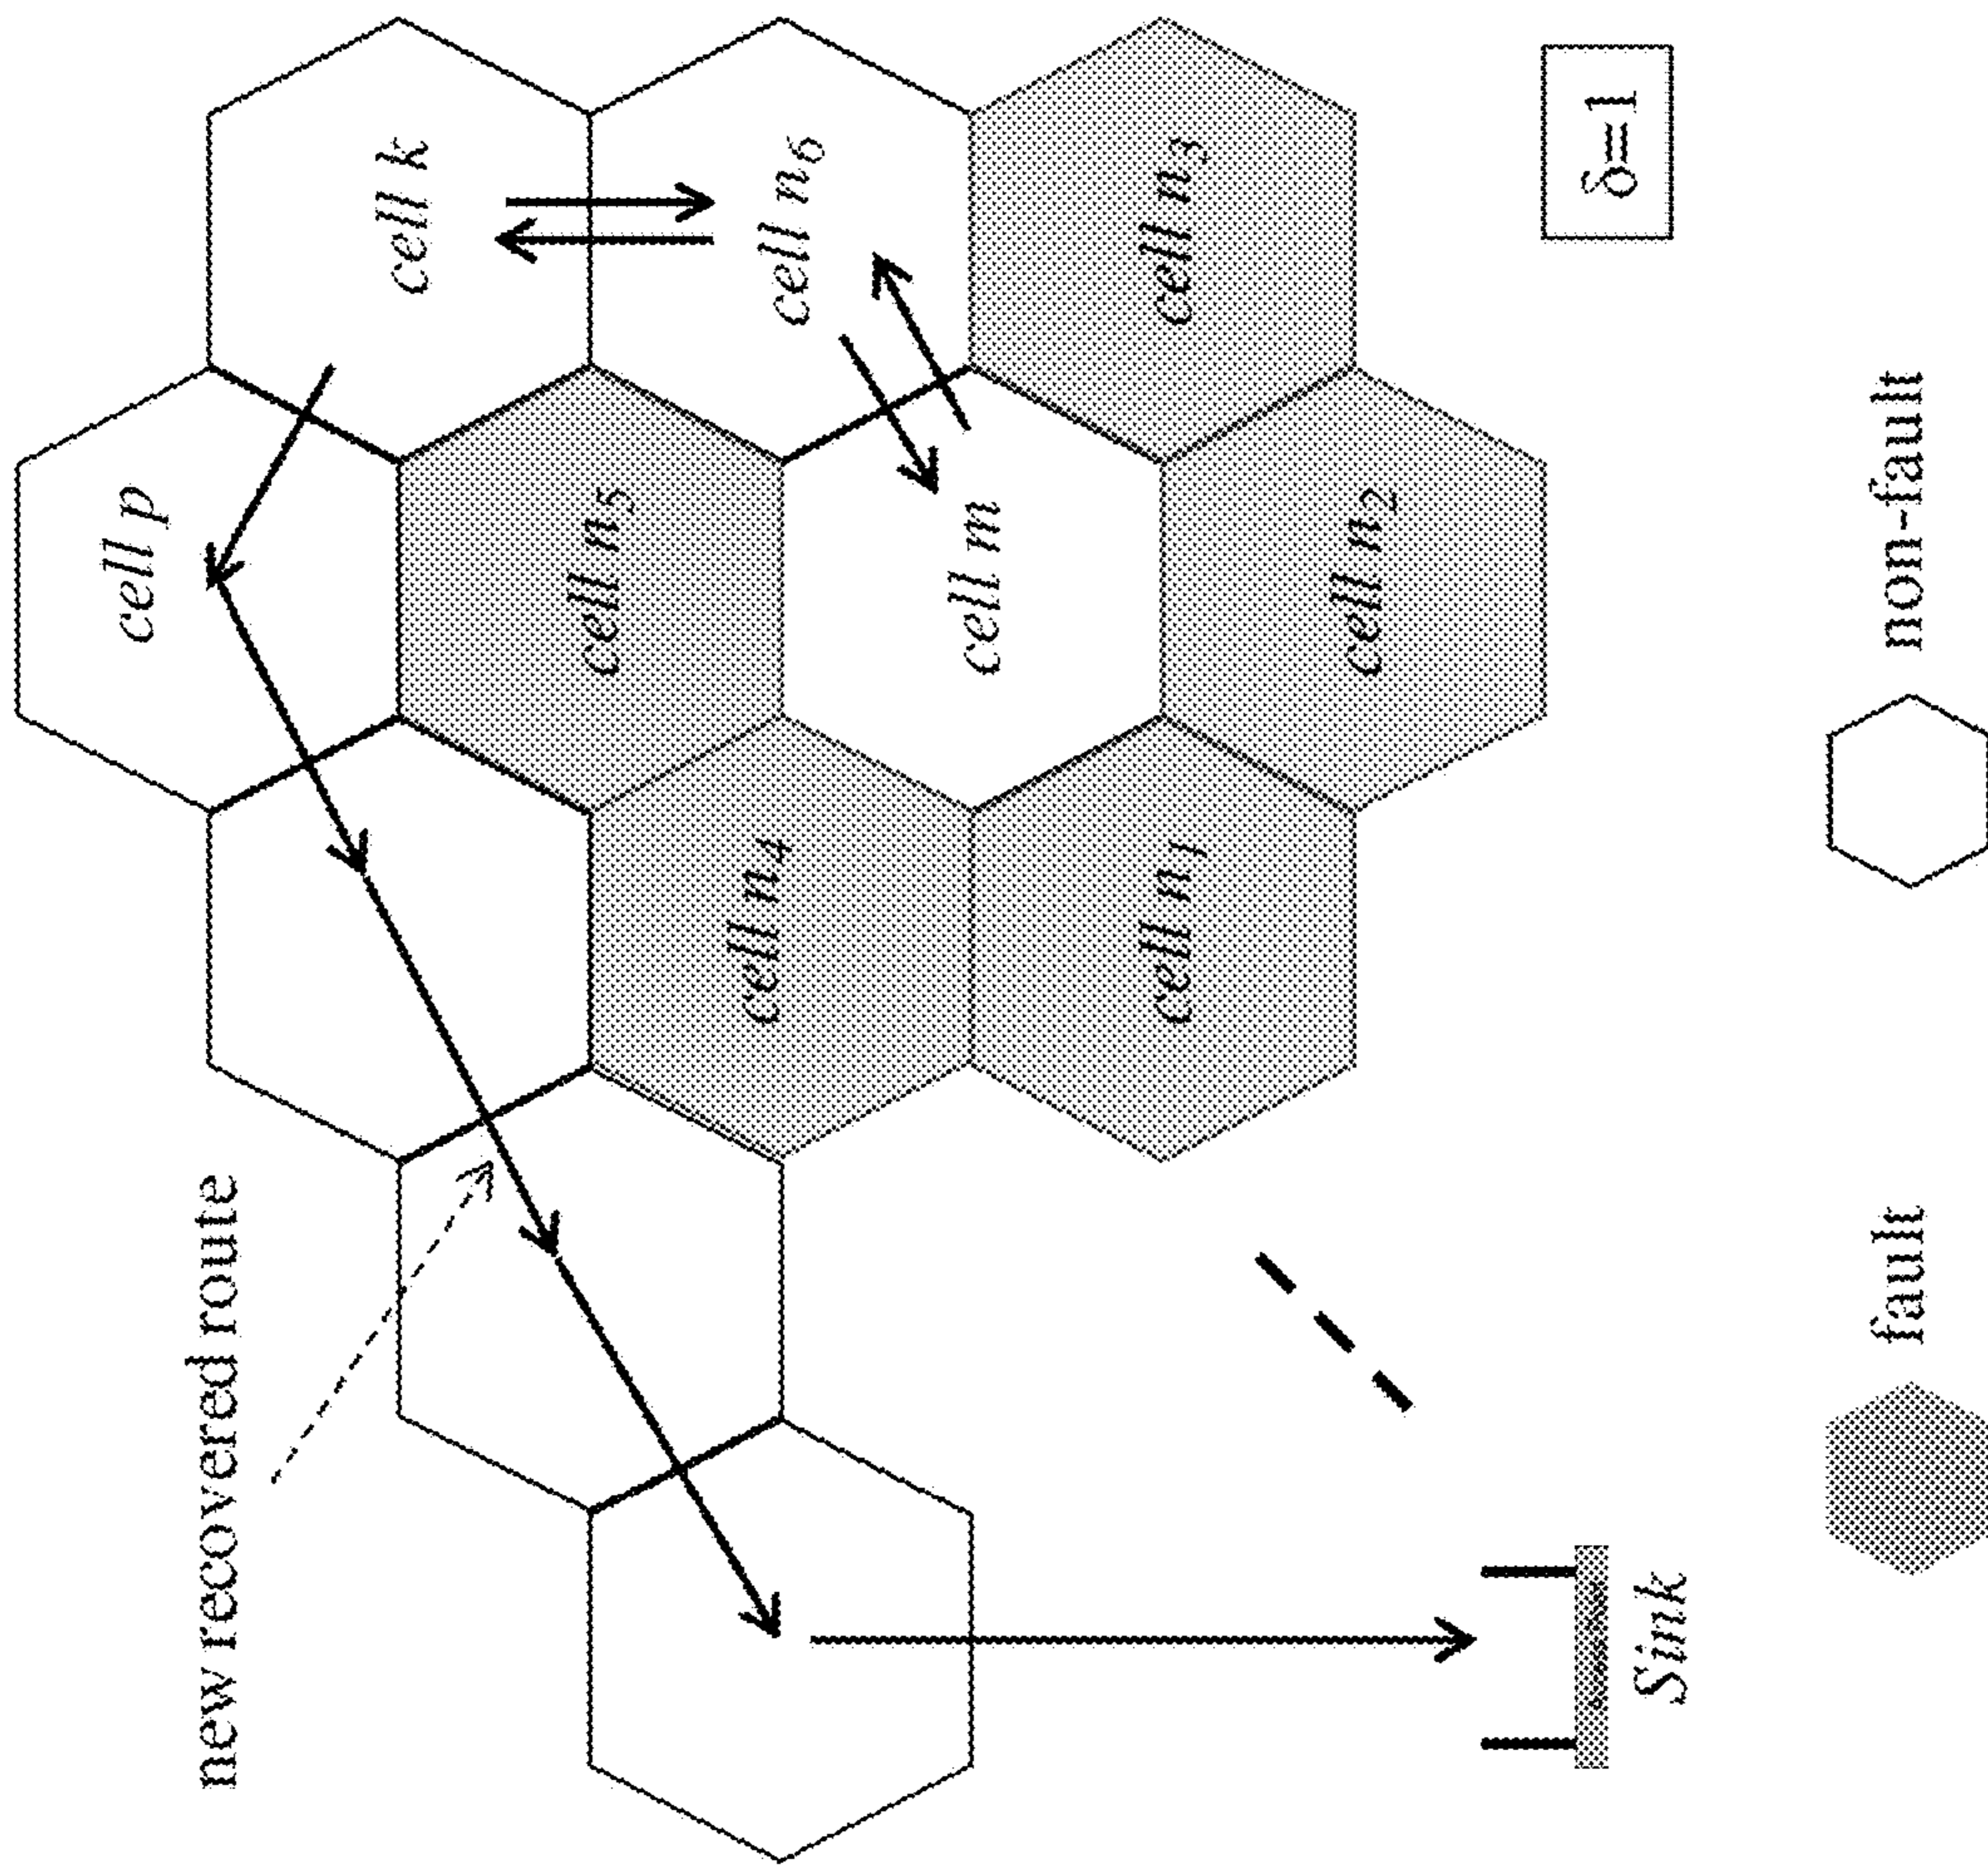 new recovered route
cell p
cell k
cell n₅
cell n₆
cell n₄
cell m
cell n₁
cell n₃
cell n₂
Sink
δ=1
fault
non-fault